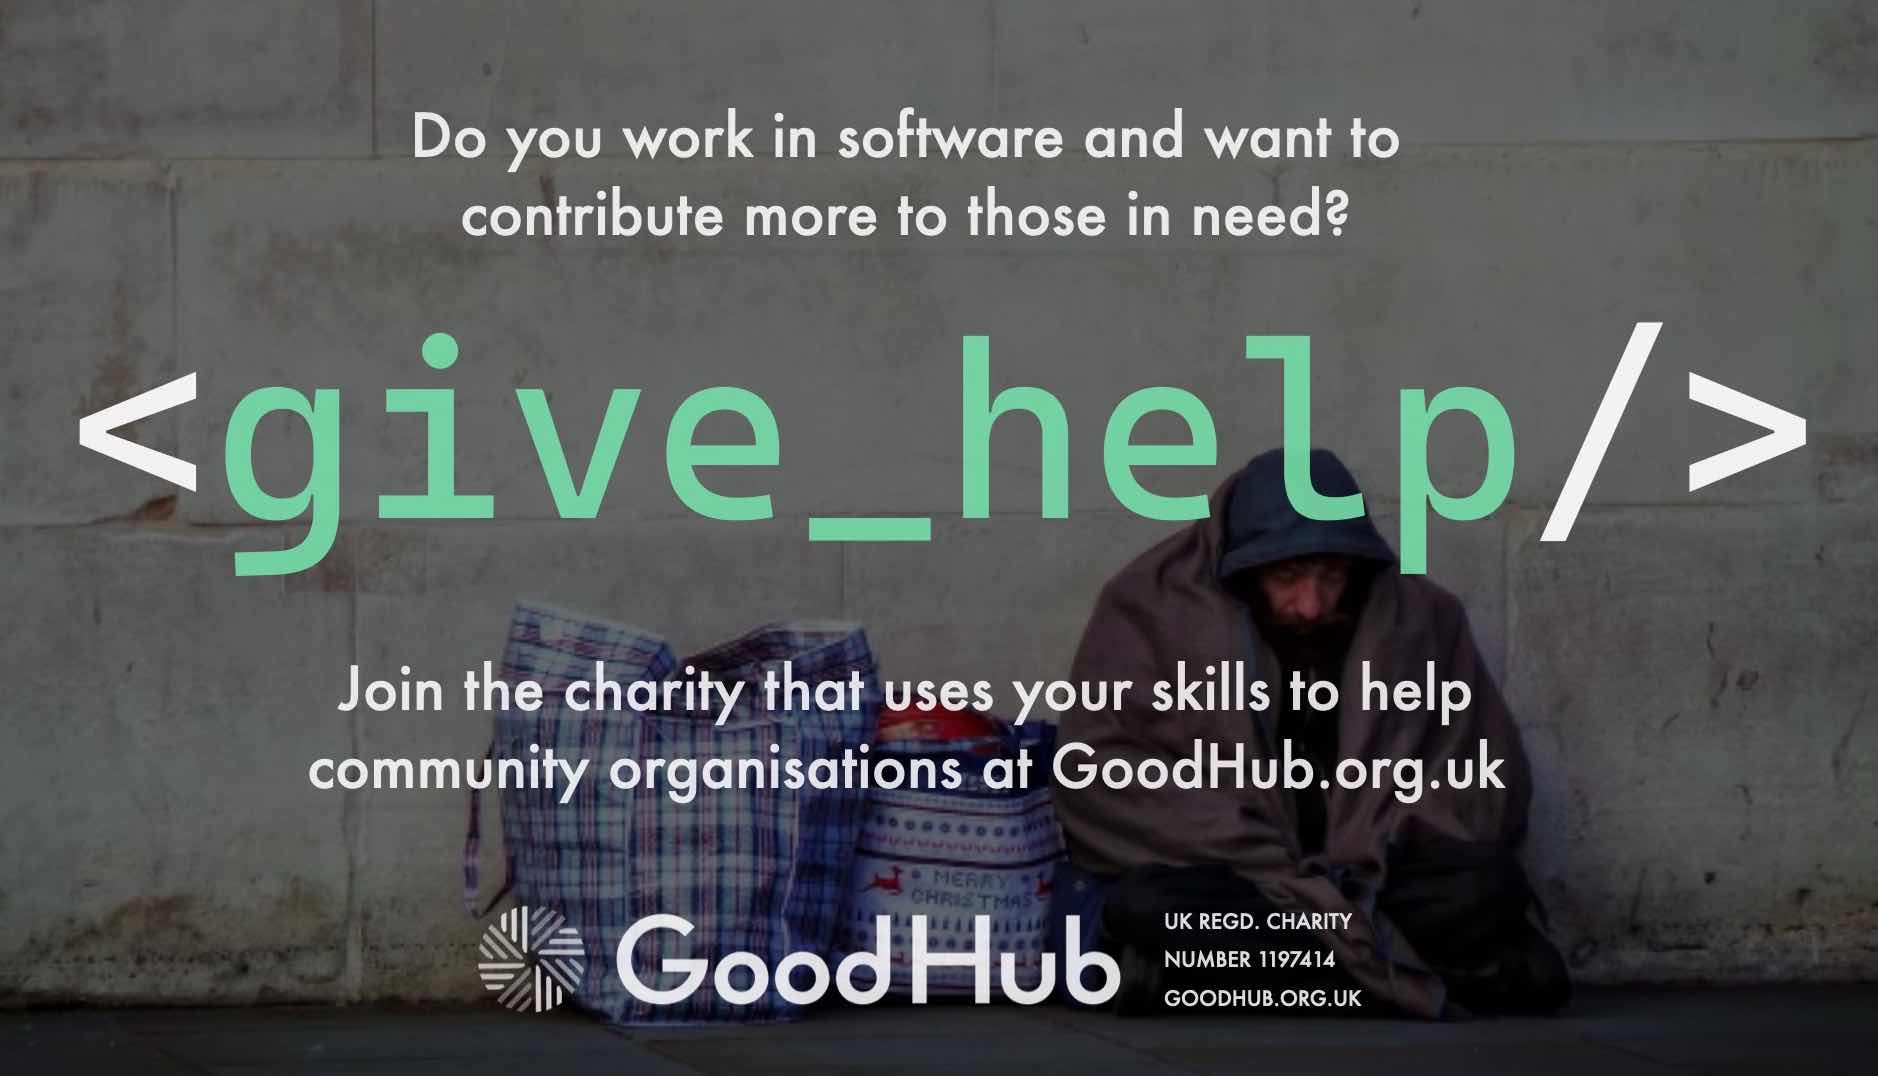 Do you work in software and want to
contribute more to those in need?
<give_help/>
Join the charity that uses your skills to help
community organisations at GoodHub.org.uk
MERRY
CHRISTMAS
GoodHub
UK REGD. CHARITY
NUMBER 1197414
GOODHUB.ORG.UK